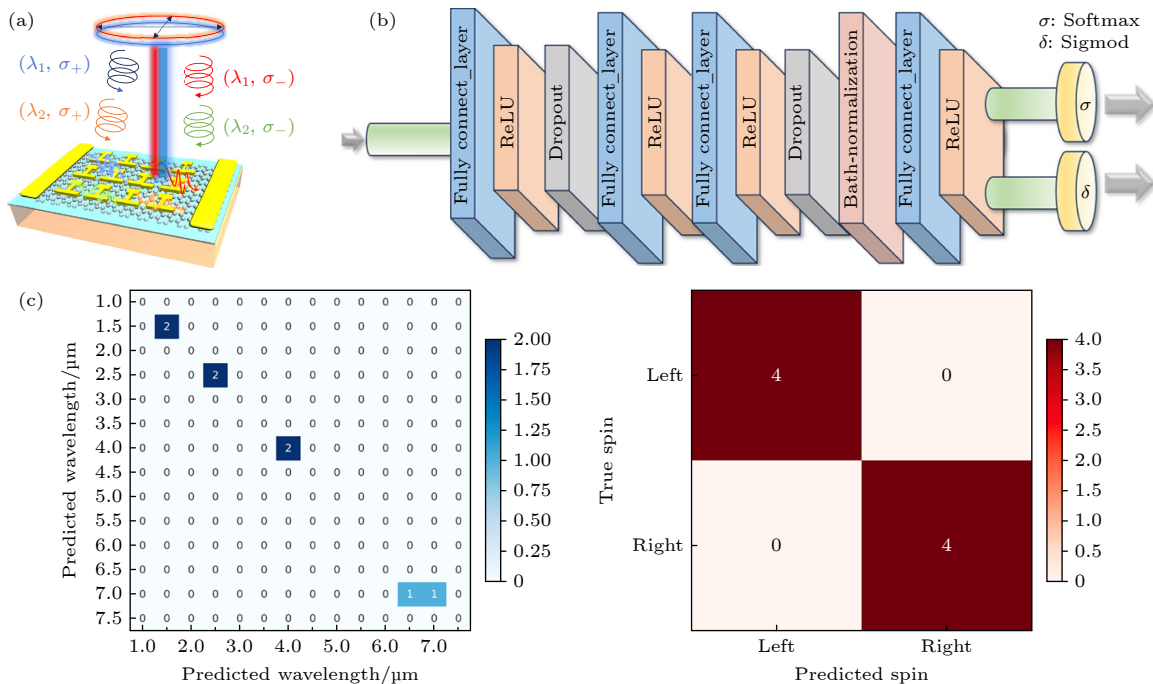 (a)
(λ₁, σ₊)
(λ₁, σ₋)
(λ₂, σ₊)
(λ₂, σ₋)
(b)
Fully connect_layer
ReLU
Dropout
Fully connect_layer
ReLU
Fully connect_layer
ReLU
Dropout
Bath-normalization
Fully connect_layer
ReLU
σ: Softmax
δ: Sigmod
σ
δ
(c)
Predicted wavelength/μm
1.0 0 0 0 0 0 0 0 0 0 0 0 0 0 0
1.5 0 2 0 0 0 0 0 0 0 0 0 0 0 0
2.0 0 0 0 0 0 0 0 0 0 0 0 0 0 0
2.5 0 0 0 2 0 0 0 0 0 0 0 0 0 0
3.0 0 0 0 0 0 0 0 0 0 0 0 0 0 0
3.5 0 0 0 0 0 0 0 0 0 0 0 0 0 0
4.0 0 0 0 0 0 0 2 0 0 0 0 0 0 0
4.5 0 0 0 0 0 0 0 0 0 0 0 0 0 0
5.0 0 0 0 0 0 0 0 0 0 0 0 0 0 0
5.5 0 0 0 0 0 0 0 0 0 0 0 0 0 0
6.0 0 0 0 0 0 0 0 0 0 0 0 0 0 0
6.5 0 0 0 0 0 0 0 0 0 0 0 0 0 0
7.0 0 0 0 0 0 0 0 0 0 0 0 1 1 0
7.5 0 0 0 0 0 0 0 0 0 0 0 0 0 0
1.0 2.0 3.0 4.0 5.0 6.0 7.0
Predicted wavelength/μm
2.00
1.75
1.50
1.25
1.00
0.75
0.50
0.25
0
True spin
Left 4 0
Right 0 4
Left Right
Predicted spin
4.0
3.5
3.0
2.5
2.0
1.5
1.0
0.5
0